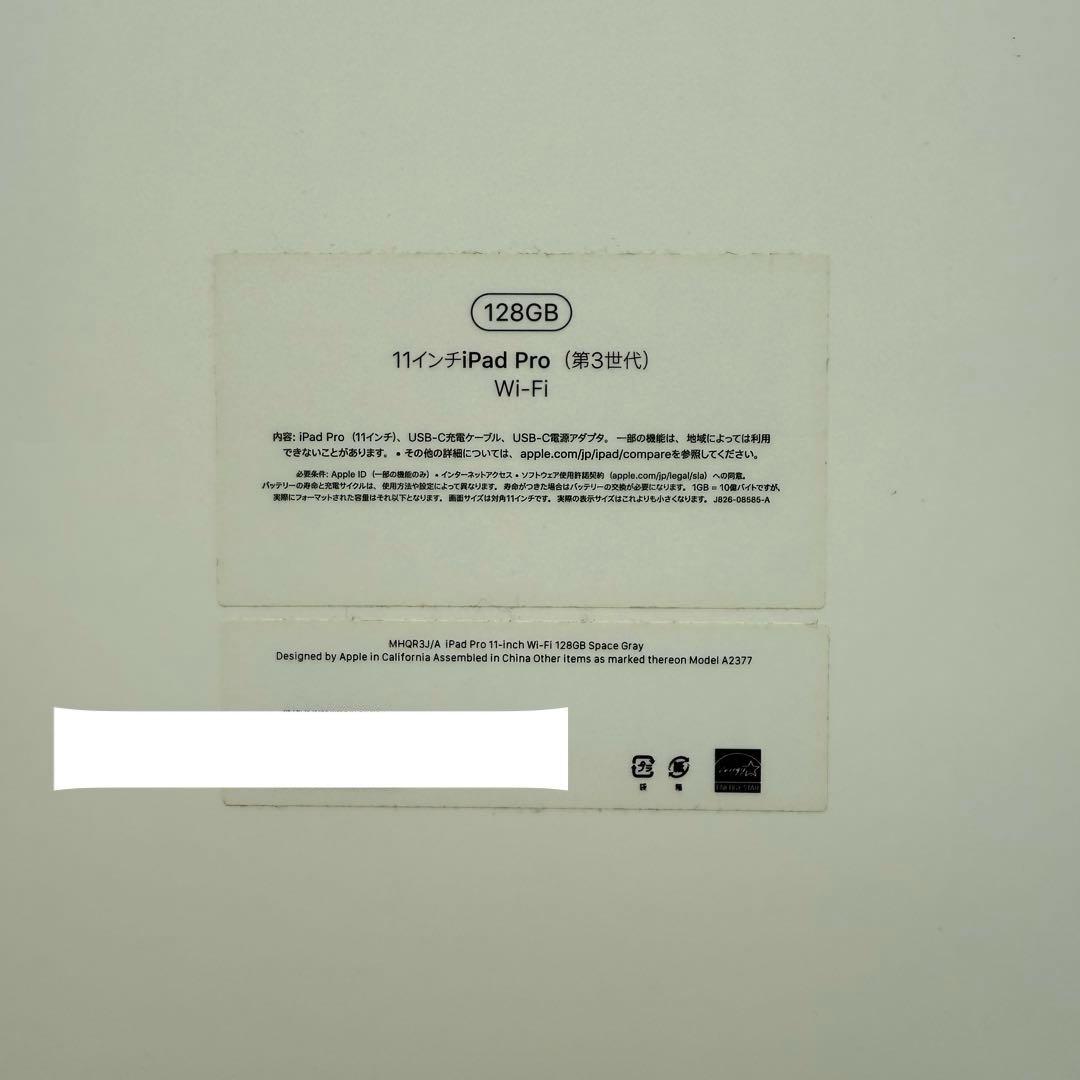 128GB
11インチiPad Pro（第3世代）
Wi-Fi
内容: iPad Pro（11インチ）、USB-C充電ケーブル、USB-C電源アダプタ。 一部の機能は、地域によっては利用
できないことがあります。 • その他の詳細については、apple.com/jp/ipad/compareを参照してください。
必要条件: Apple ID（一部の機能のみ）• インターネットアクセス • ソフトウェア使用許諾契約（apple.com/jp/legal/sla）への同意。
バッテリーの寿命と充電サイクルは、使用方法や設定によって異なります。 寿命がつきた場合はバッテリーの交換が必要になります。 1GB = 10億バイトですが、
実際にフォーマットされた容量はそれ以下となります。 画面サイズは対角11インチです。 実際の表示サイズはこれよりも小さくなります。 J826-08585-A
MHQR3J/A iPad Pro 11-inch Wi-Fi 128GB Space Gray
Designed by Apple in California Assembled in China Other items as marked thereon Model A2377
プラ
紙
袋
箱
ENERGY STAR